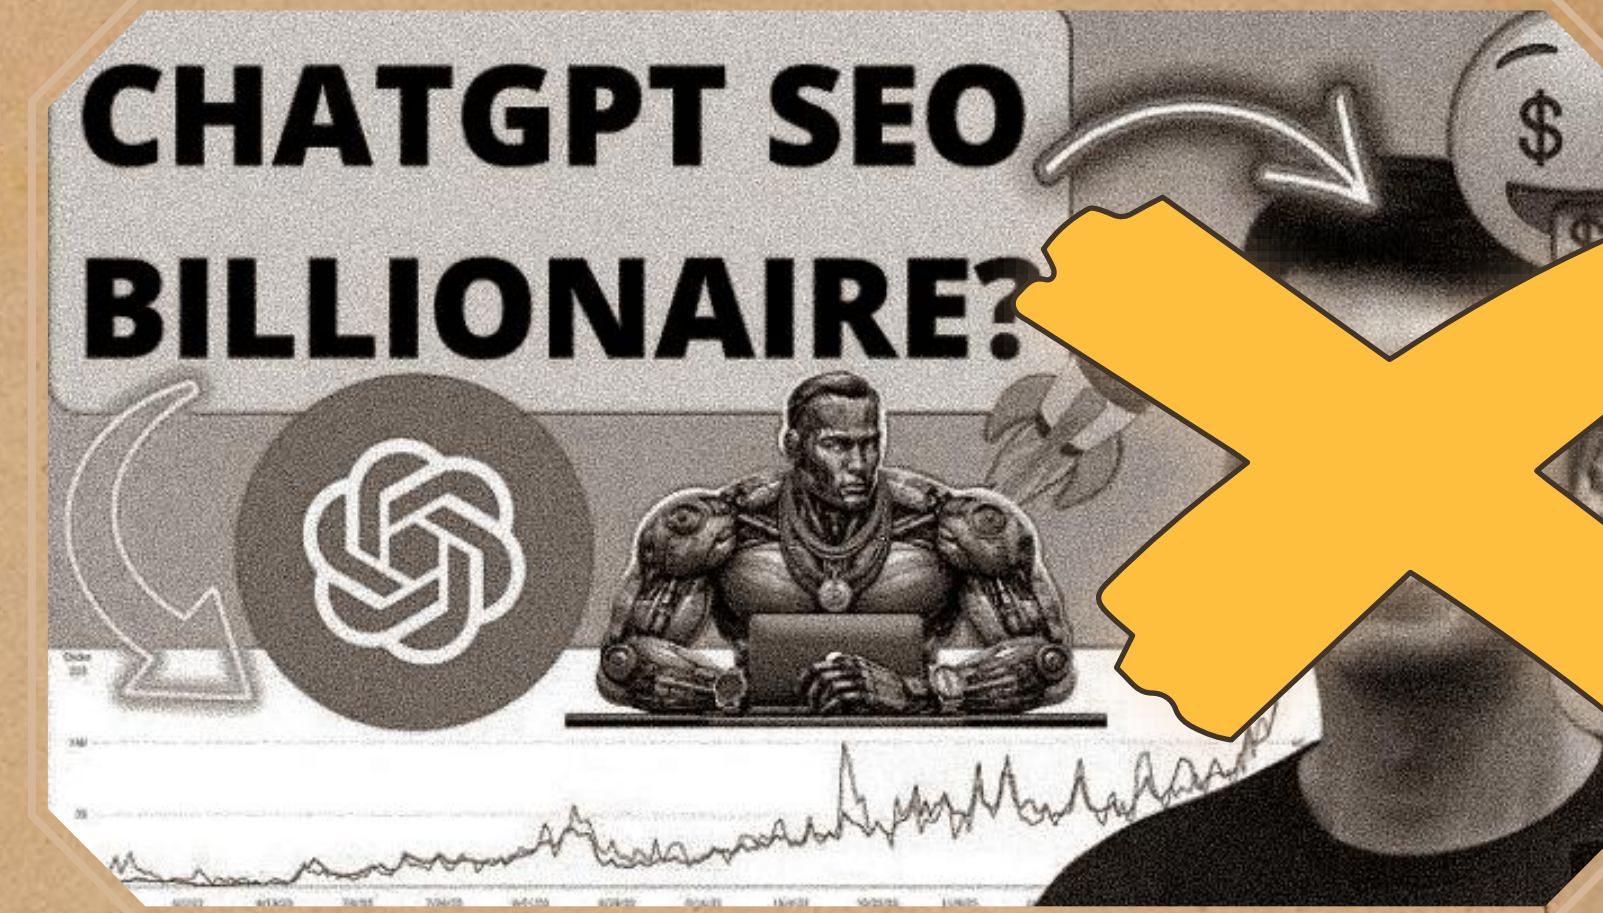 CHATGPT SEO
BILLIONAIRE?
$
$